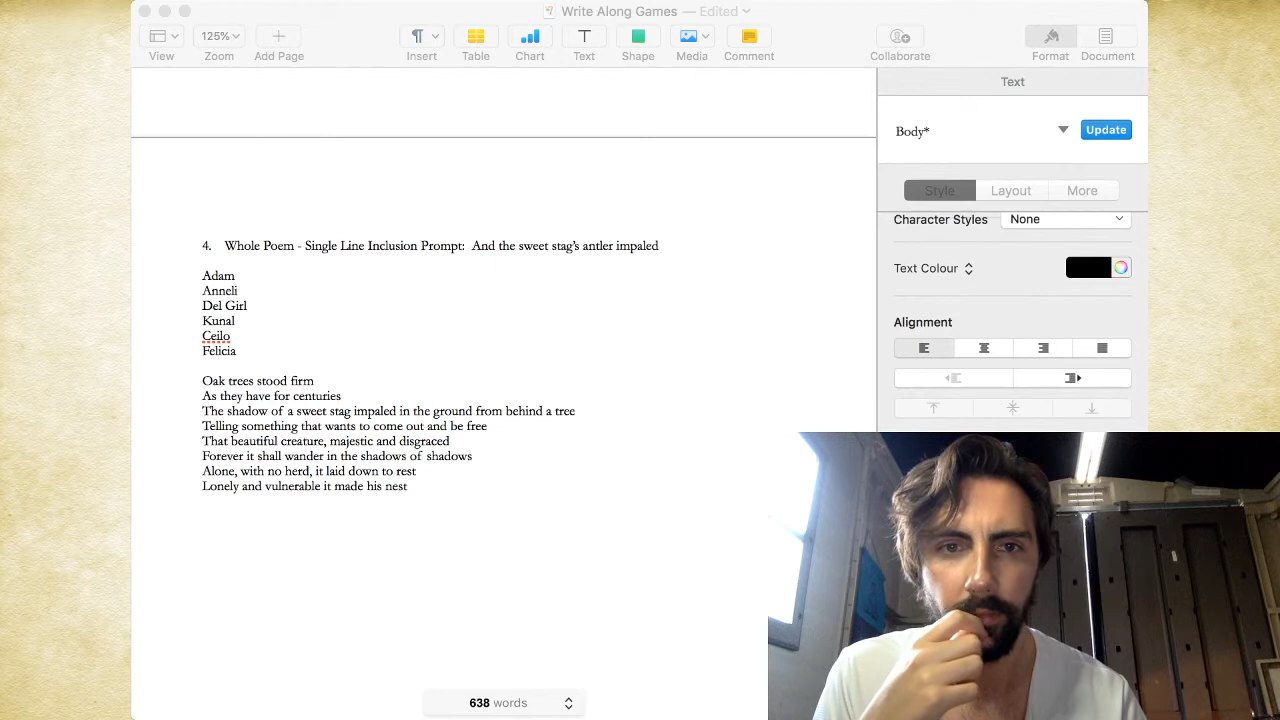 Write Along Games — Edited
125%
View
Zoom
Add Page
Insert
Table
Chart
Text
Shape
Media
Comment
Collaborate
Format
Document
Text
Body*
Update
Style
Layout
More
Character Styles
None
Text Colour
Alignment
4. Whole Poem - Single Line Inclusion Prompt: And the sweet stag's antler impaled
Adam
Anneli
Del Girl
Kunal
Ceilo
Felicia
Oak trees stood firm
As they have for centuries
The shadow of a sweet stag impaled in the ground from behind a tree
Telling something that wants to come out and be free
That beautiful creature, majestic and disgraced
Forever it shall wander in the shadows of shadows
Alone, with no herd, it laid down to rest
Lonely and vulnerable it made his nest
638 words